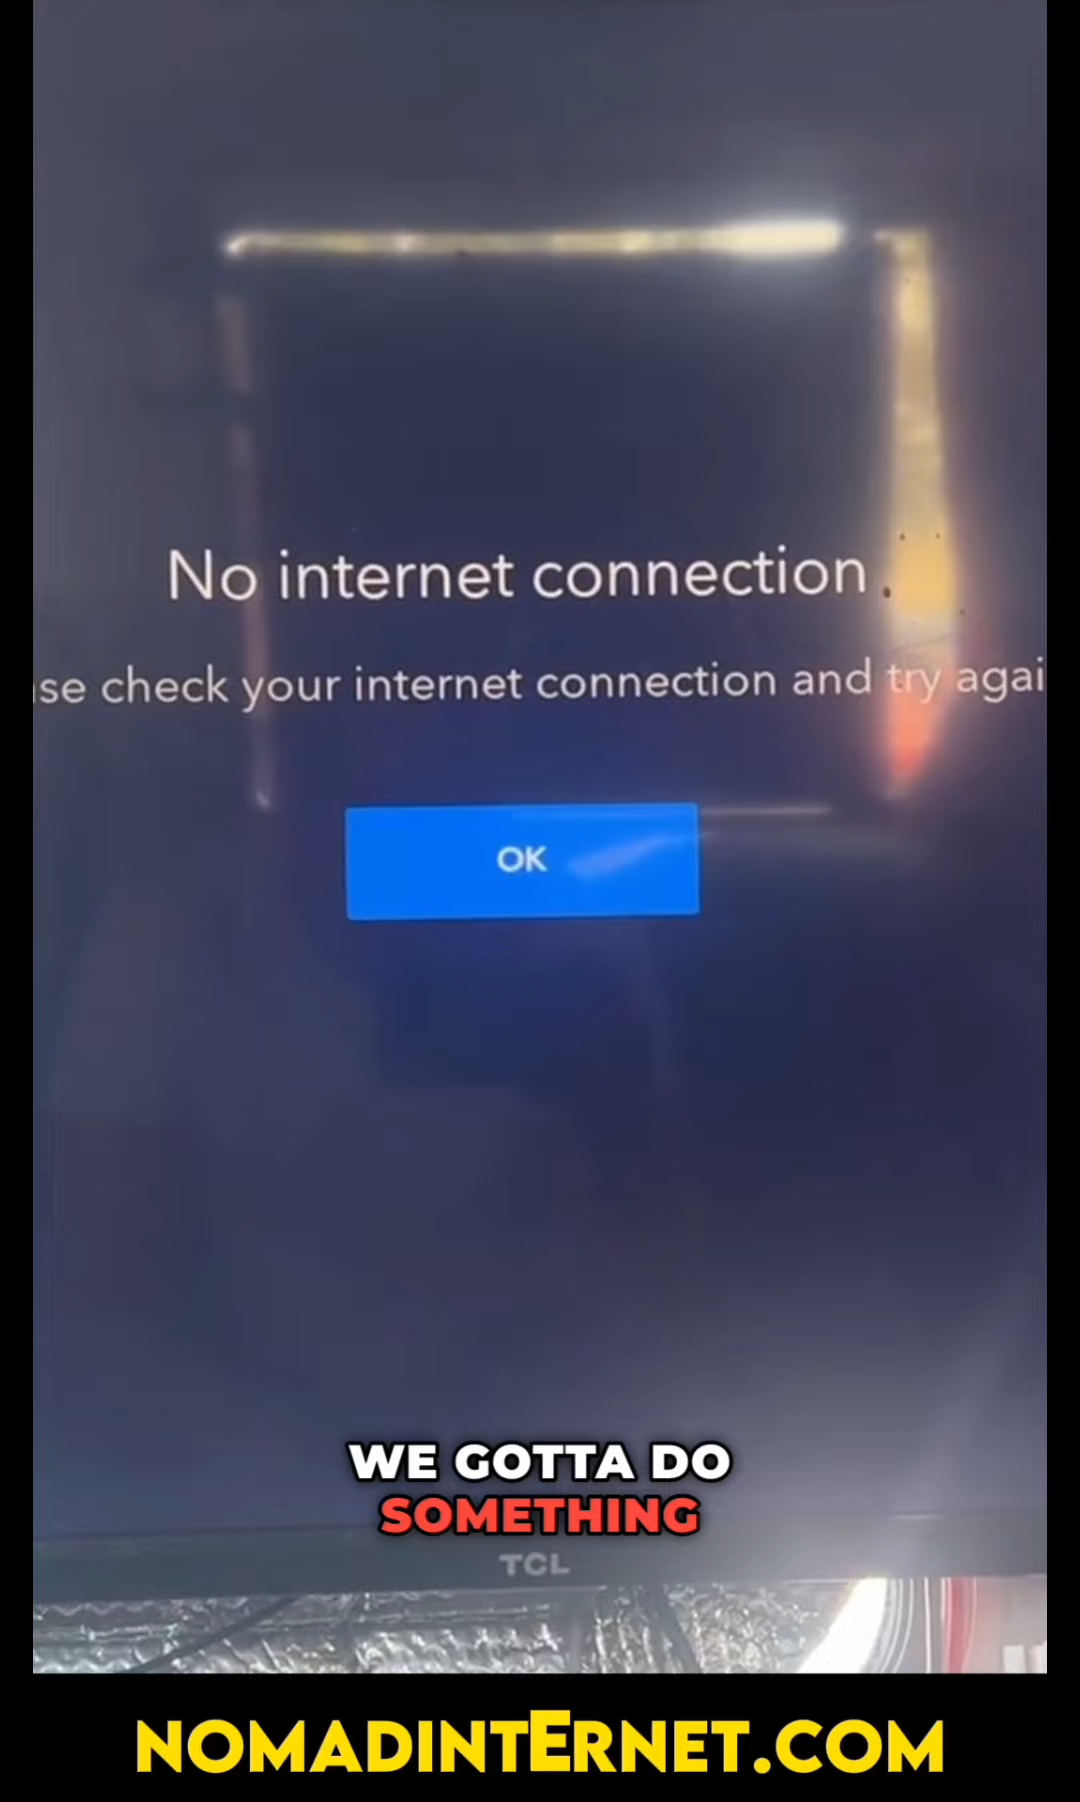 No internet connection
se check your internet connection and try agai
OK
WE GOTTA DO
SOMETHING
TCL
NOMADINTERNET.COM